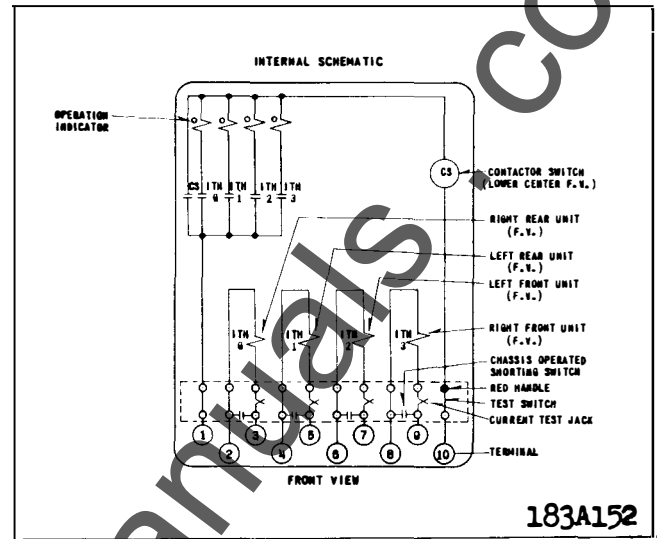 INTERNAL SCHEMATIC
OPERATION
INDICATOR
CS
CONTACTOR SWITCH
(LOWER CENTER F.V.)
CS ITH ITH ITH ITH
0 1 2 3
RIGHT REAR UNIT
(F.V.)
LEFT REAR UNIT
(F.V.)
LEFT FRONT UNIT
(F.V.)
ITH
0
ITH
1
ITH
2
ITH
3
RIGHT FRONT UNIT
(F.V.)
CHASSIS OPERATED
SHORTING SWITCH
RED HANDLE
TEST SWITCH
CURRENT TEST JACK
1 3 5 7 9
2 4 6 8 10
TERMINAL
FRONT VIEW
183A152
anuals.co